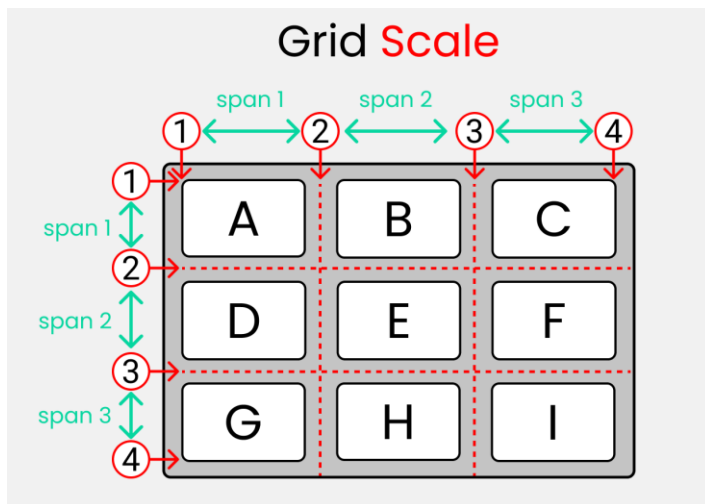 Grid Scale
span 1 span 2 span 3
1 2 3 4
1
A B C
span 1
2
span 2
D E F
3
span 3
G H I
4